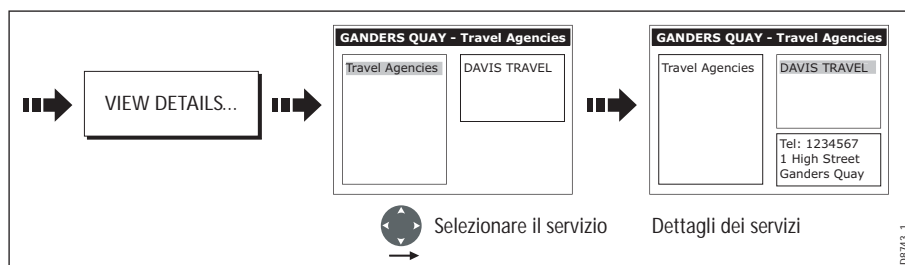 VIEW DETAILS...
GANDERS QUAY - Travel Agencies
Travel Agencies
DAVIS TRAVEL
GANDERS QUAY - Travel Agencies
Travel Agencies
DAVIS TRAVEL
Tel: 1234567
1 High Street
Ganders Quay
Selezionare il servizio
Dettagli dei servizi
D8743_1